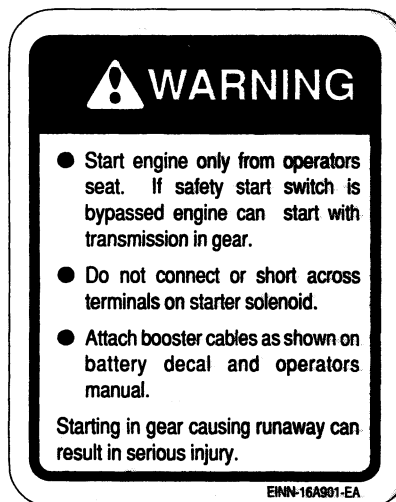 WARNING
● Start engine only from operators
seat. If safety start switch is
bypassed engine can start with
transmission in gear.
● Do not connect or short across
terminals on starter solenoid.
● Attach booster cables as shown on
battery decal and operators
manual.
Starting in gear causing runaway can
result in serious injury.
EINN-16A901-EA